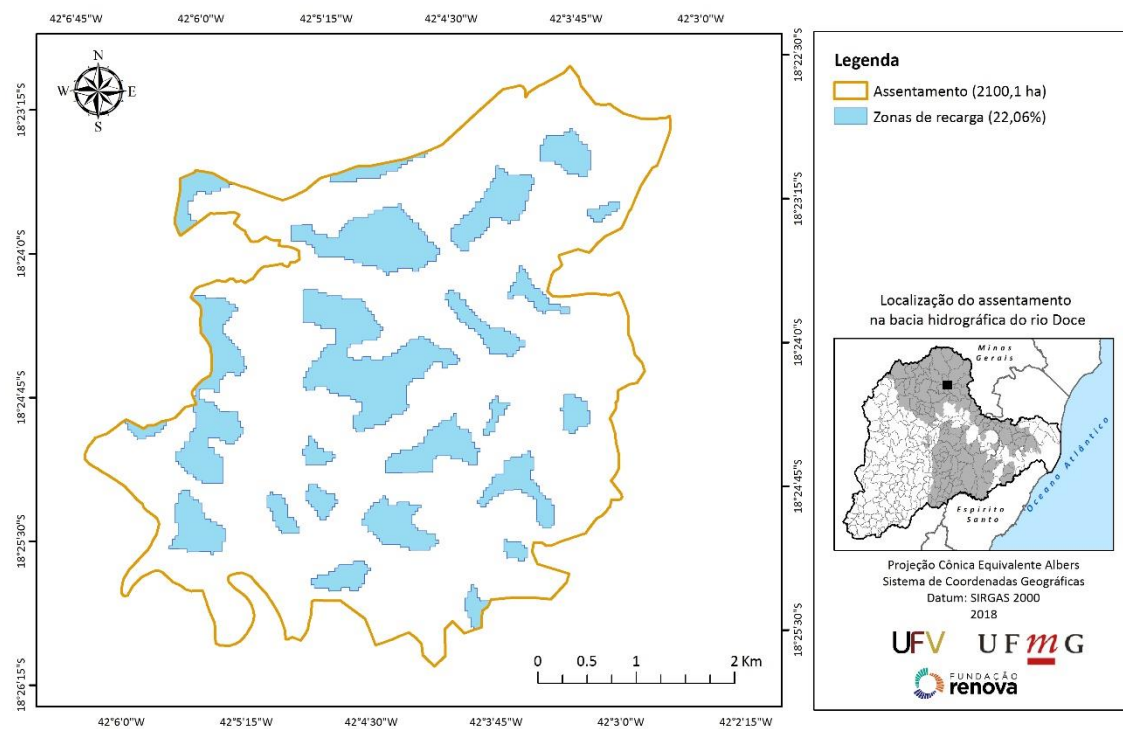 42°6'45"W 42°6'0"W 42°5'15"W 42°4'30"W 42°3'45"W 42°3'0"W
18°23'15"S
18°24'0"S
18°24'45"S
18°25'30"S
18°26'15"S
N
W E
S
18°22'30"S
18°23'15"S
18°24'0"S
18°24'45"S
18°25'30"S
0 0.5 1 2 Km
42°6'0"W 42°5'15"W 42°4'30"W 42°3'45"W 42°3'0"W 42°2'15"W
Legenda
Assentamento (2100,1 ha)
Zonas de recarga (22,06%)
Localização do assentamento
na bacia hidrográfica do rio Doce
Minas
Gerais
Espírito
Santo
Oceano Atlântico
Projeção Cônica Equivalente Albers
Sistema de Coordenadas Geográficas
Datum: SIRGAS 2000
2018
UFV UFmG
FUNDAÇÃO
renova